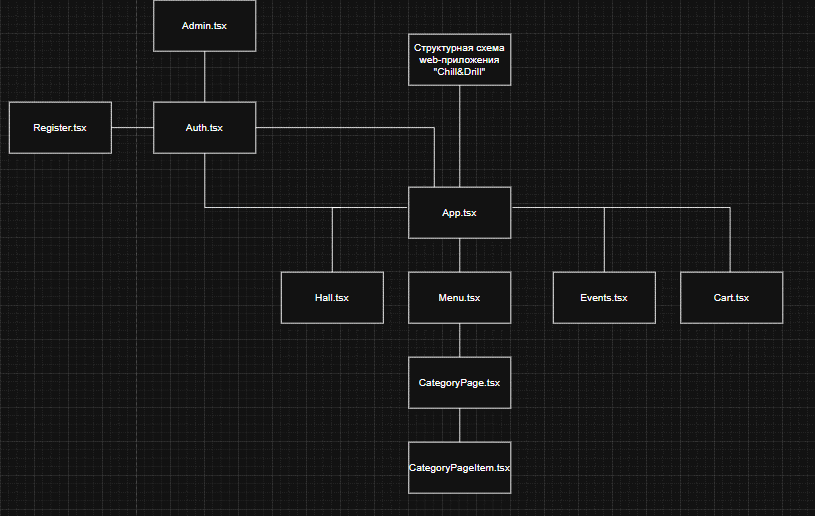 Admin.tsx
Структурная схема
web-приложения
"Chill&Drill"
Register.tsx
Auth.tsx
App.tsx
Hall.tsx
Menu.tsx
Events.tsx
Cart.tsx
CategoryPage.tsx
CategoryPageItem.tsx